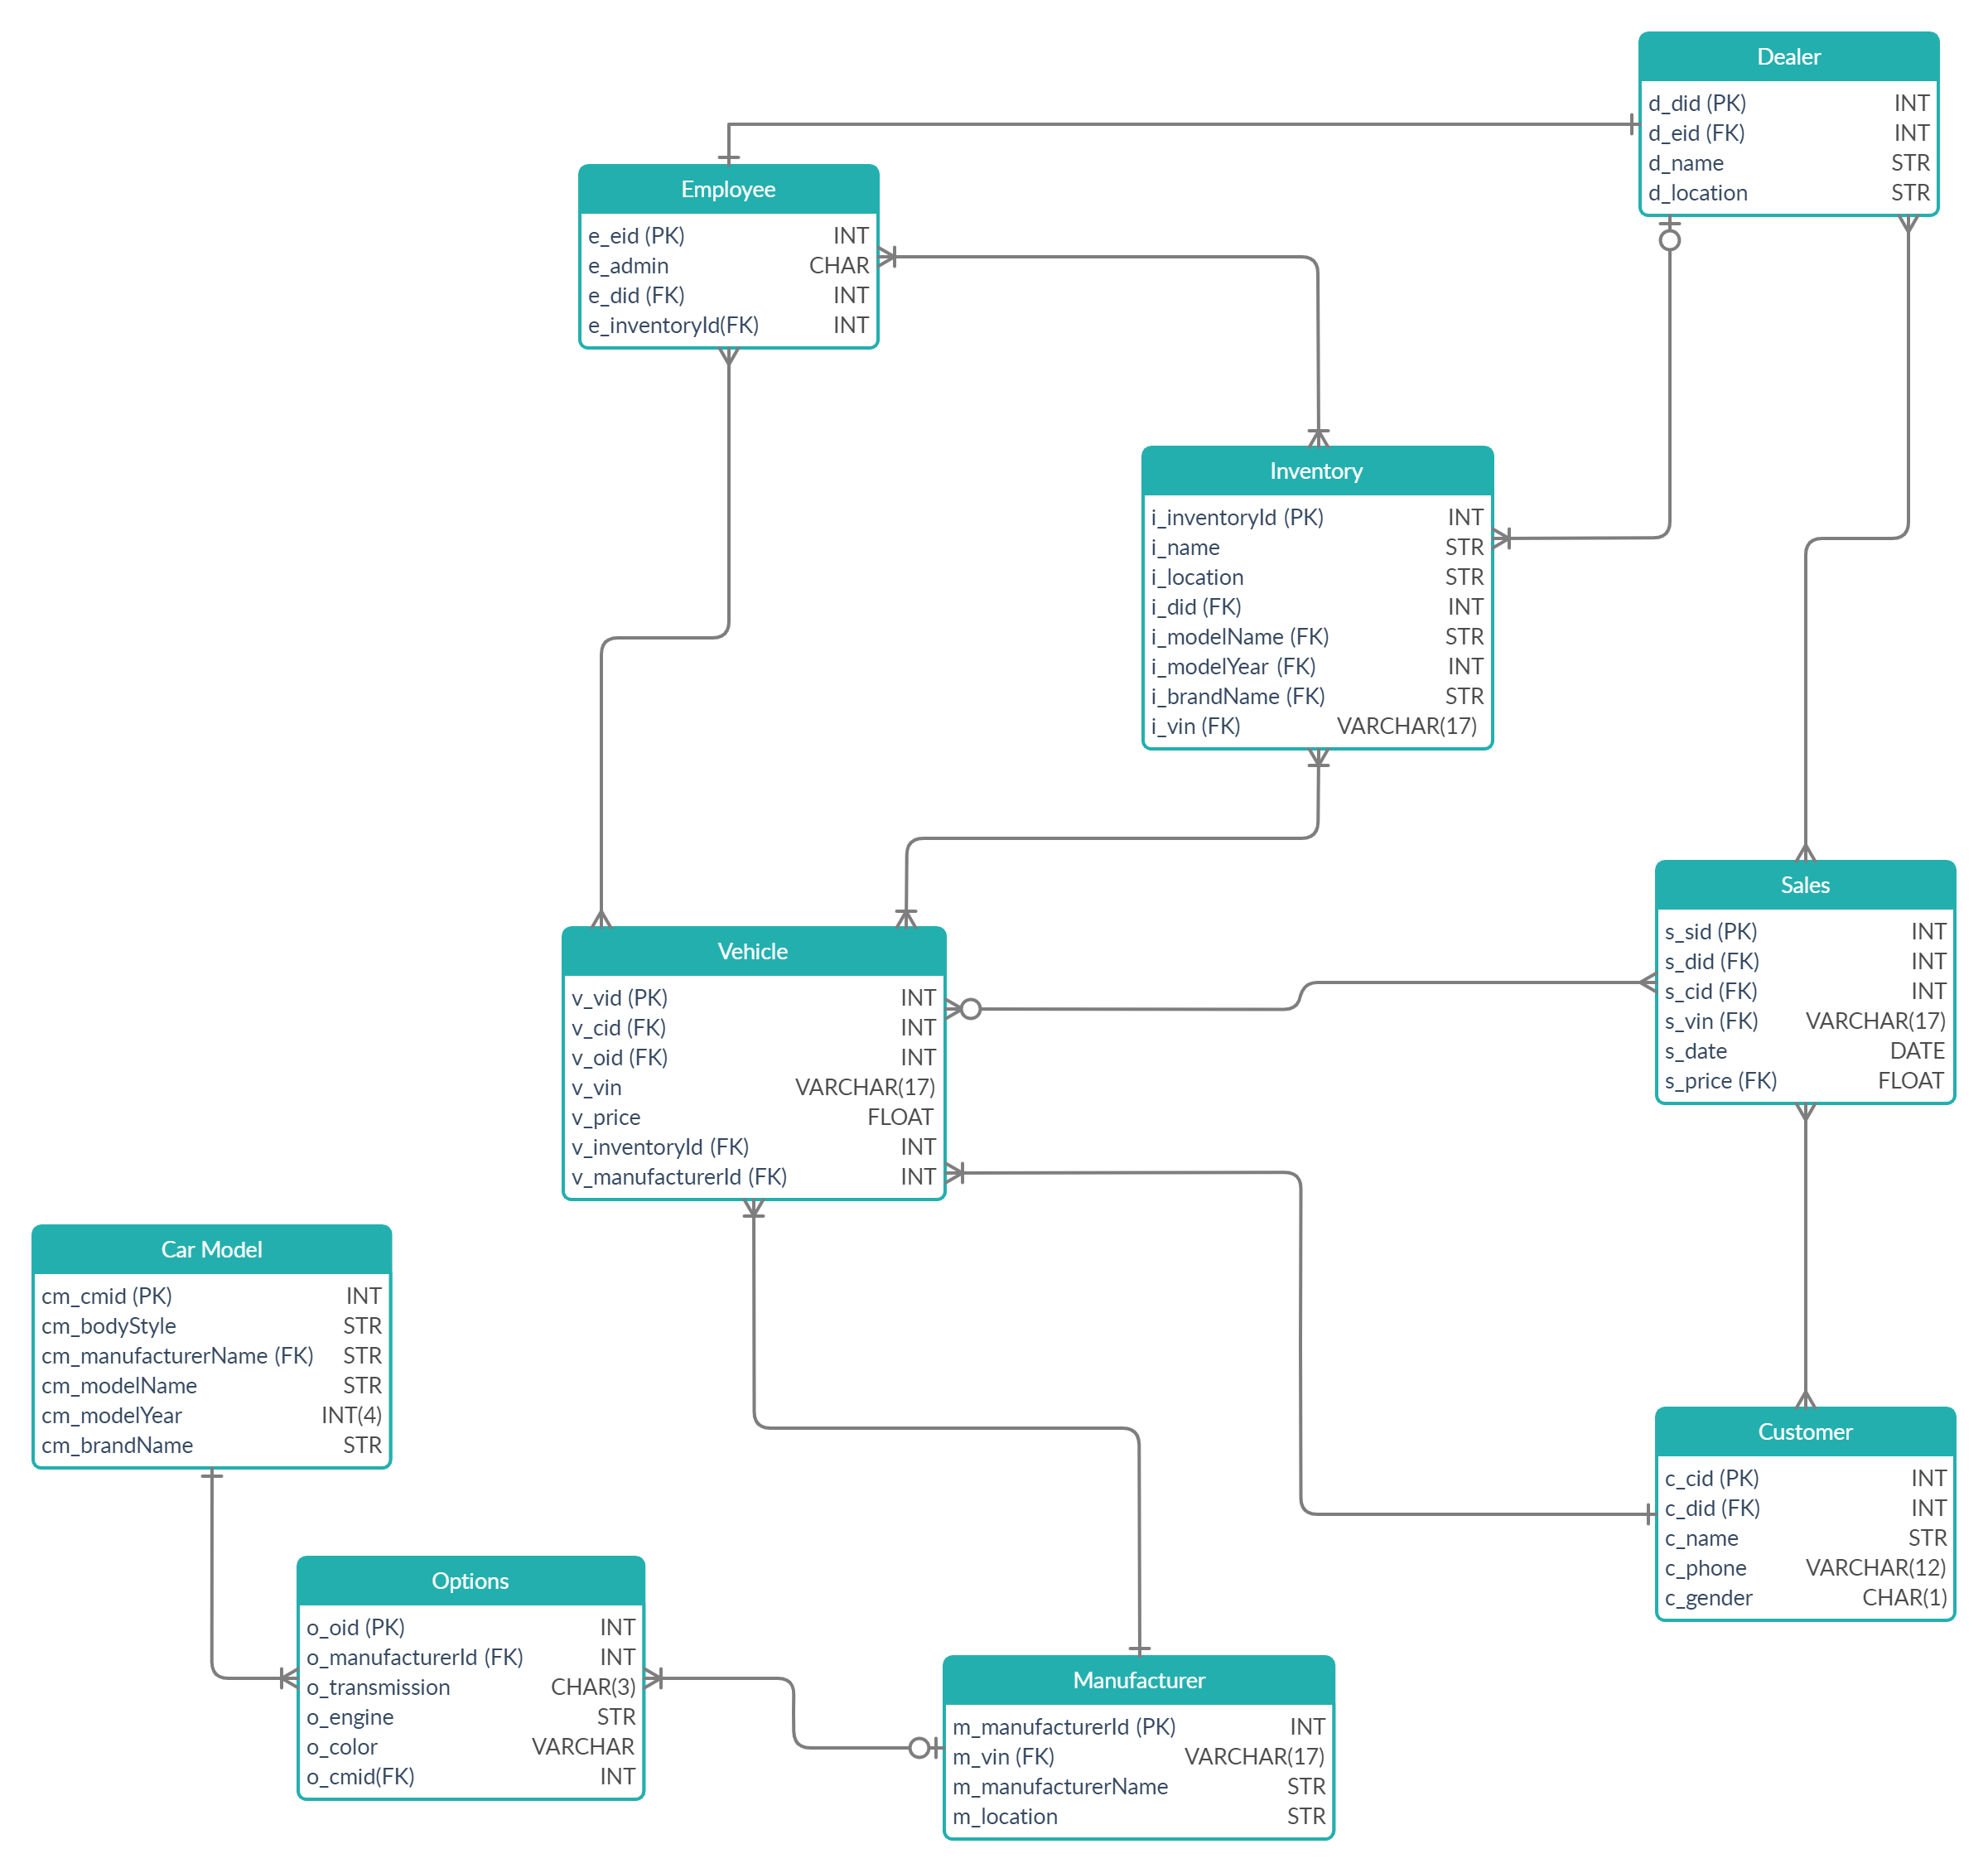 Dealer
d_did (PK) INT
d_eid (FK) INT
d_name STR
d_location STR
Employee
e_eid (PK) INT
e_admin CHAR
e_did (FK) INT
e_inventoryId(FK) INT
Inventory
i_inventoryId (PK) INT
i_name STR
i_location STR
i_did (FK) INT
i_modelName (FK) STR
i_modelYear (FK) INT
i_brandName (FK) STR
i_vin (FK) VARCHAR(17)
Sales
s_sid (PK) INT
s_did (FK) INT
s_cid (FK) INT
s_vin (FK) VARCHAR(17)
s_date DATE
s_price (FK) FLOAT
Vehicle
v_vid (PK) INT
v_cid (FK) INT
v_oid (FK) INT
v_vin VARCHAR(17)
v_price FLOAT
v_inventoryId (FK) INT
v_manufacturerId (FK) INT
Car Model
cm_cmid (PK) INT
cm_bodyStyle STR
cm_manufacturerName (FK) STR
cm_modelName STR
cm_modelYear INT(4)
cm_brandName STR
Customer
c_cid (PK) INT
c_did (FK) INT
c_name STR
c_phone VARCHAR(12)
c_gender CHAR(1)
Options
o_oid (PK) INT
o_manufacturerId (FK) INT
o_transmission CHAR(3)
o_engine STR
o_color VARCHAR
o_cmid(FK) INT
Manufacturer
m_manufacturerId (PK) INT
m_vin (FK) VARCHAR(17)
m_manufacturerName STR
m_location STR